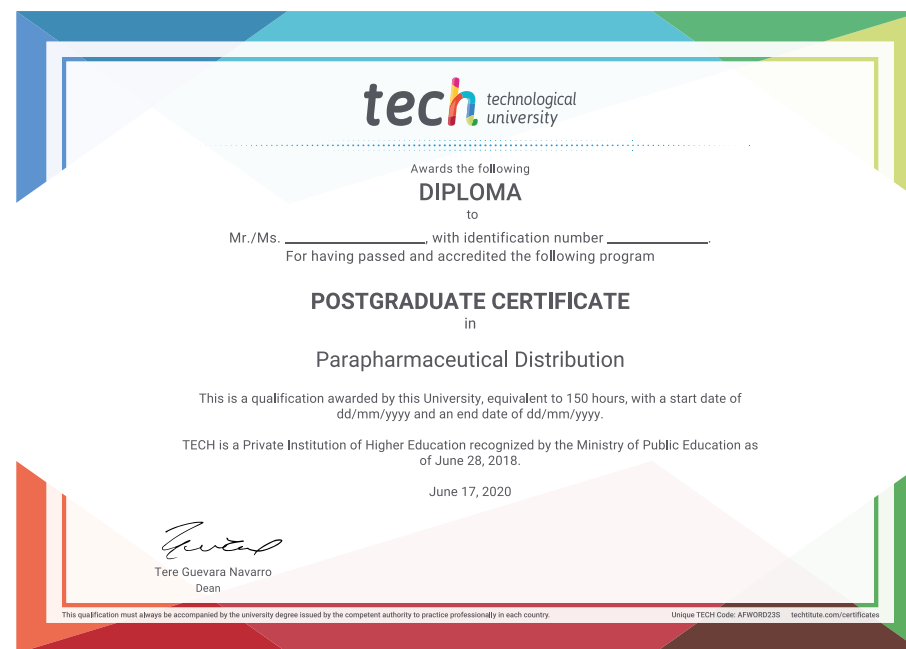 tech technological
university
Awards the following
DIPLOMA
to
Mr./Ms. ____________________, with identification number ______________.
For having passed and accredited the following program
POSTGRADUATE CERTIFICATE
in
Parapharmaceutical Distribution
This is a qualification awarded by this University, equivalent to 150 hours, with a start date of
dd/mm/yyyy and an end date of dd/mm/yyyy.
TECH is a Private Institution of Higher Education recognized by the Ministry of Public Education as
of June 28, 2018.
June 17, 2020
Tere Guevara Navarro
Dean
This qualification must always be accompanied by the university degree issued by the competent authority to practice professionally in each country. Unique TECH Code: AFWORD23S techtitute.com/certificates